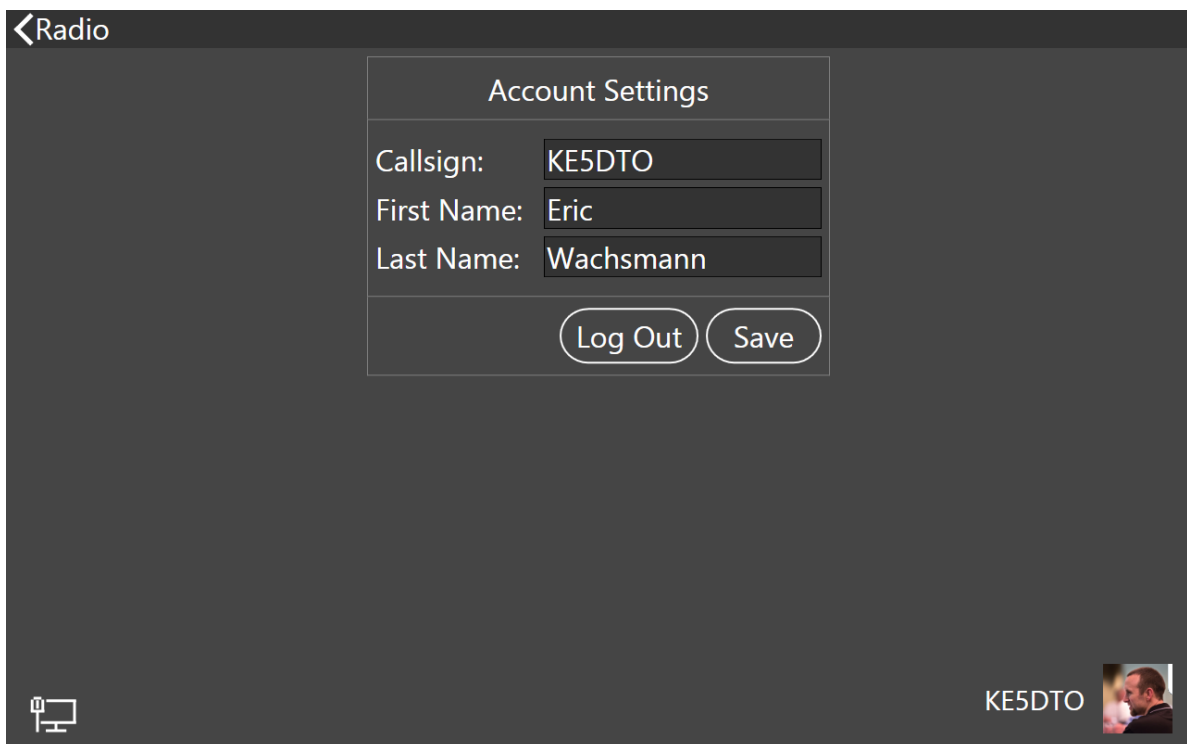 Radio
Account Settings
Callsign: KE5DTO
First Name: Eric
Last Name: Wachsmann
Log Out Save
KE5DTO